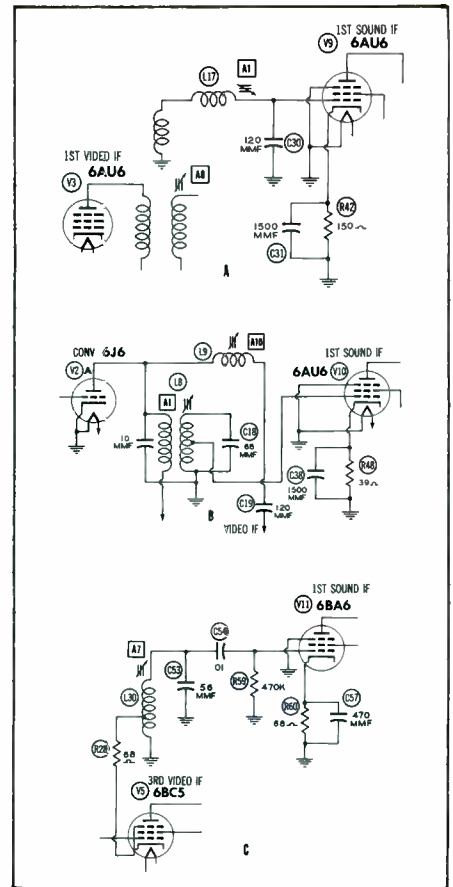 1ST SOUND IF
V9 6AU6
L17
A1
120 MMF
C30
1ST VIDEO IF
6AU6
V3
A8
R42
150 Ω
1500 MMF
C31
A
CONV 6J6
V2 A
L9
A10
1ST SOUND IF
6AU6 V10
L8
A1
10 MMF
C18
68 MMF
C38
1500 MMF
R48
39 Ω
B
C19
120 MMF
VIDEO IF
1ST SOUND IF
V11 6BA6
A7
L30
C53
56 MMF
01
R59
470K
R60
68 Ω
C57
470 MMF
R28
68 Ω
3RD VIDEO IF
V5 6BC5
C